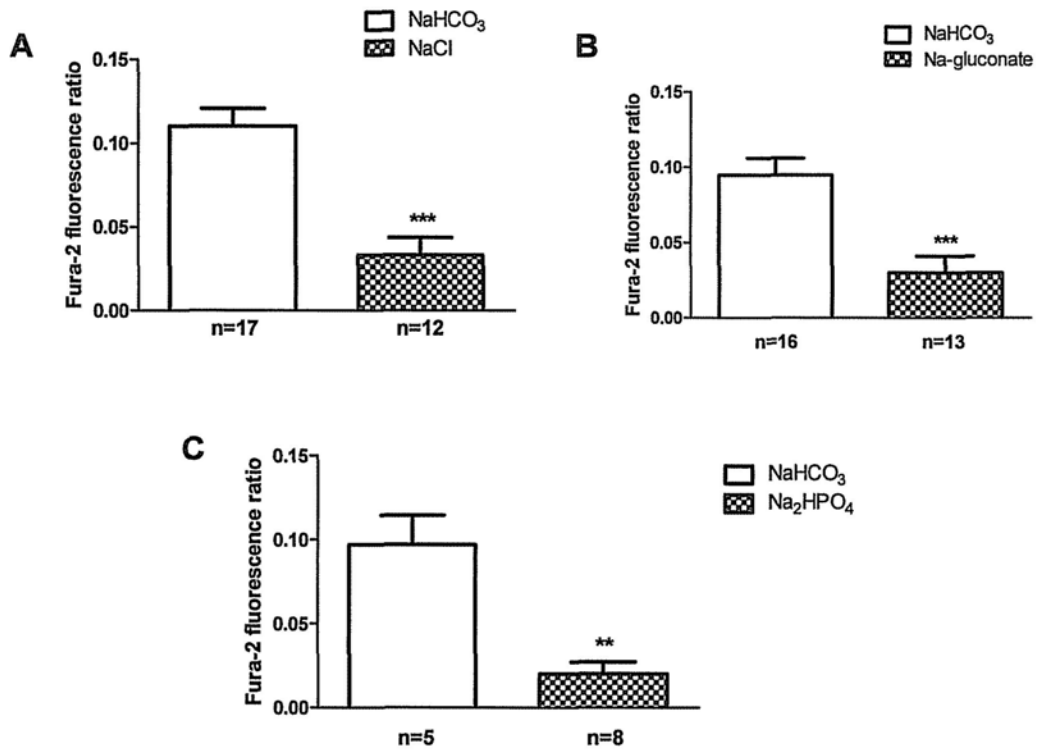 A
NaHCO₃
NaCl
Fura-2 fluorescence ratio
0.15
0.10
0.05
0.00
***
n=17
n=12
B
NaHCO₃
Na-gluconate
Fura-2 fluorescence ratio
0.15
0.10
0.05
0.00
***
n=16
n=13
C
NaHCO₃
Na₂HPO₄
Fura-2 fluorescence ratio
0.15
0.10
0.05
0.00
**
n=5
n=8